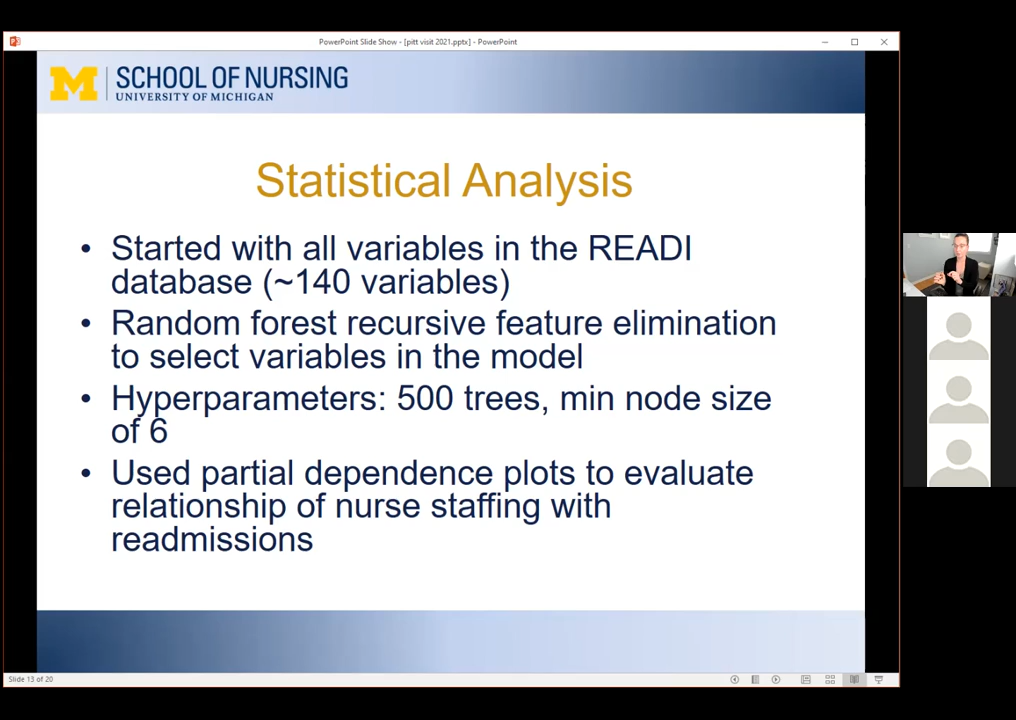 PowerPoint Slide Show - [pitt visit 2021.pptx] - PowerPoint
M SCHOOL OF NURSING
UNIVERSITY OF MICHIGAN
Statistical Analysis
• Started with all variables in the READI
database (~140 variables)
• Random forest recursive feature elimination
to select variables in the model
• Hyperparameters: 500 trees, min node size
of 6
• Used partial dependence plots to evaluate
relationship of nurse staffing with
readmissions
Slide 13 of 20